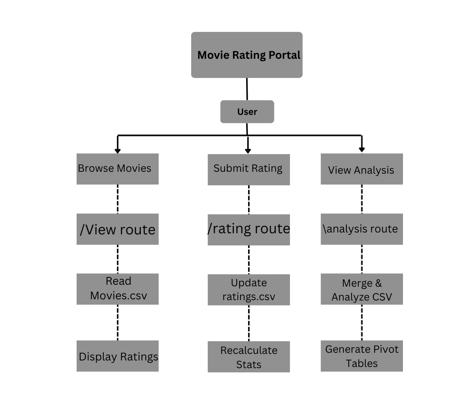 Movie Rating Portal
User
Browse Movies
Submit Rating
View Analysis
/View route
/rating route
\analysis route
Read
Movies.csv
Update
ratings.csv
Merge &
Analyze CSV
Display Ratings
Recalculate
Stats
Generate Pivot
Tables